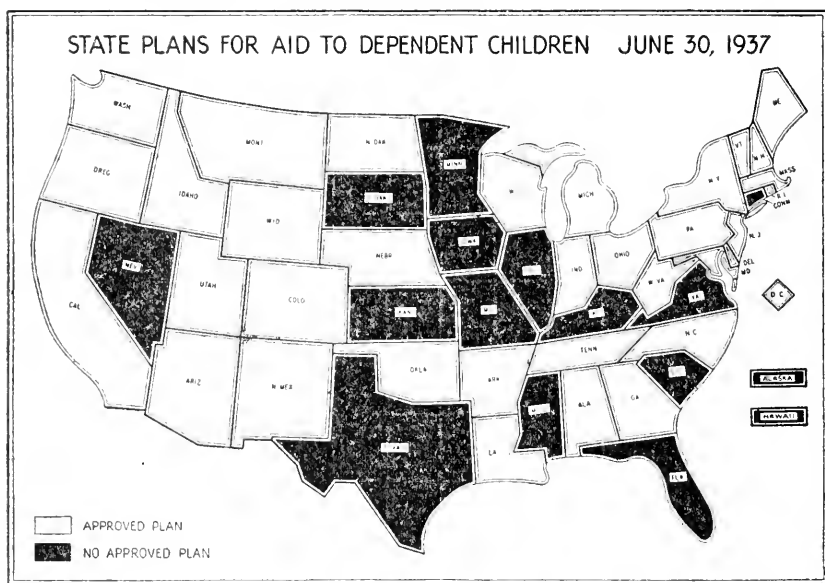 STATE PLANS FOR AID TO DEPENDENT CHILDREN JUNE 30, 1937
WASH
MONT
N. DAK
MINN
ME
VT
N.H.
OREG
IDAHO
N.Y.
MASS
R.I.
CONN
MICH
IOWA
NEBR
PA
N.J.
NEV
UTAH
COLO
IND
OHIO
W.VA
DEL
MD
VA
D C
CAL
KAN
N.C
TENN
ALASKA
ARIZ
N. MEX
OKLA
ARK
HAWAII
ALA
GA
LA
FLA
APPROVED PLAN
NO APPROVED PLAN